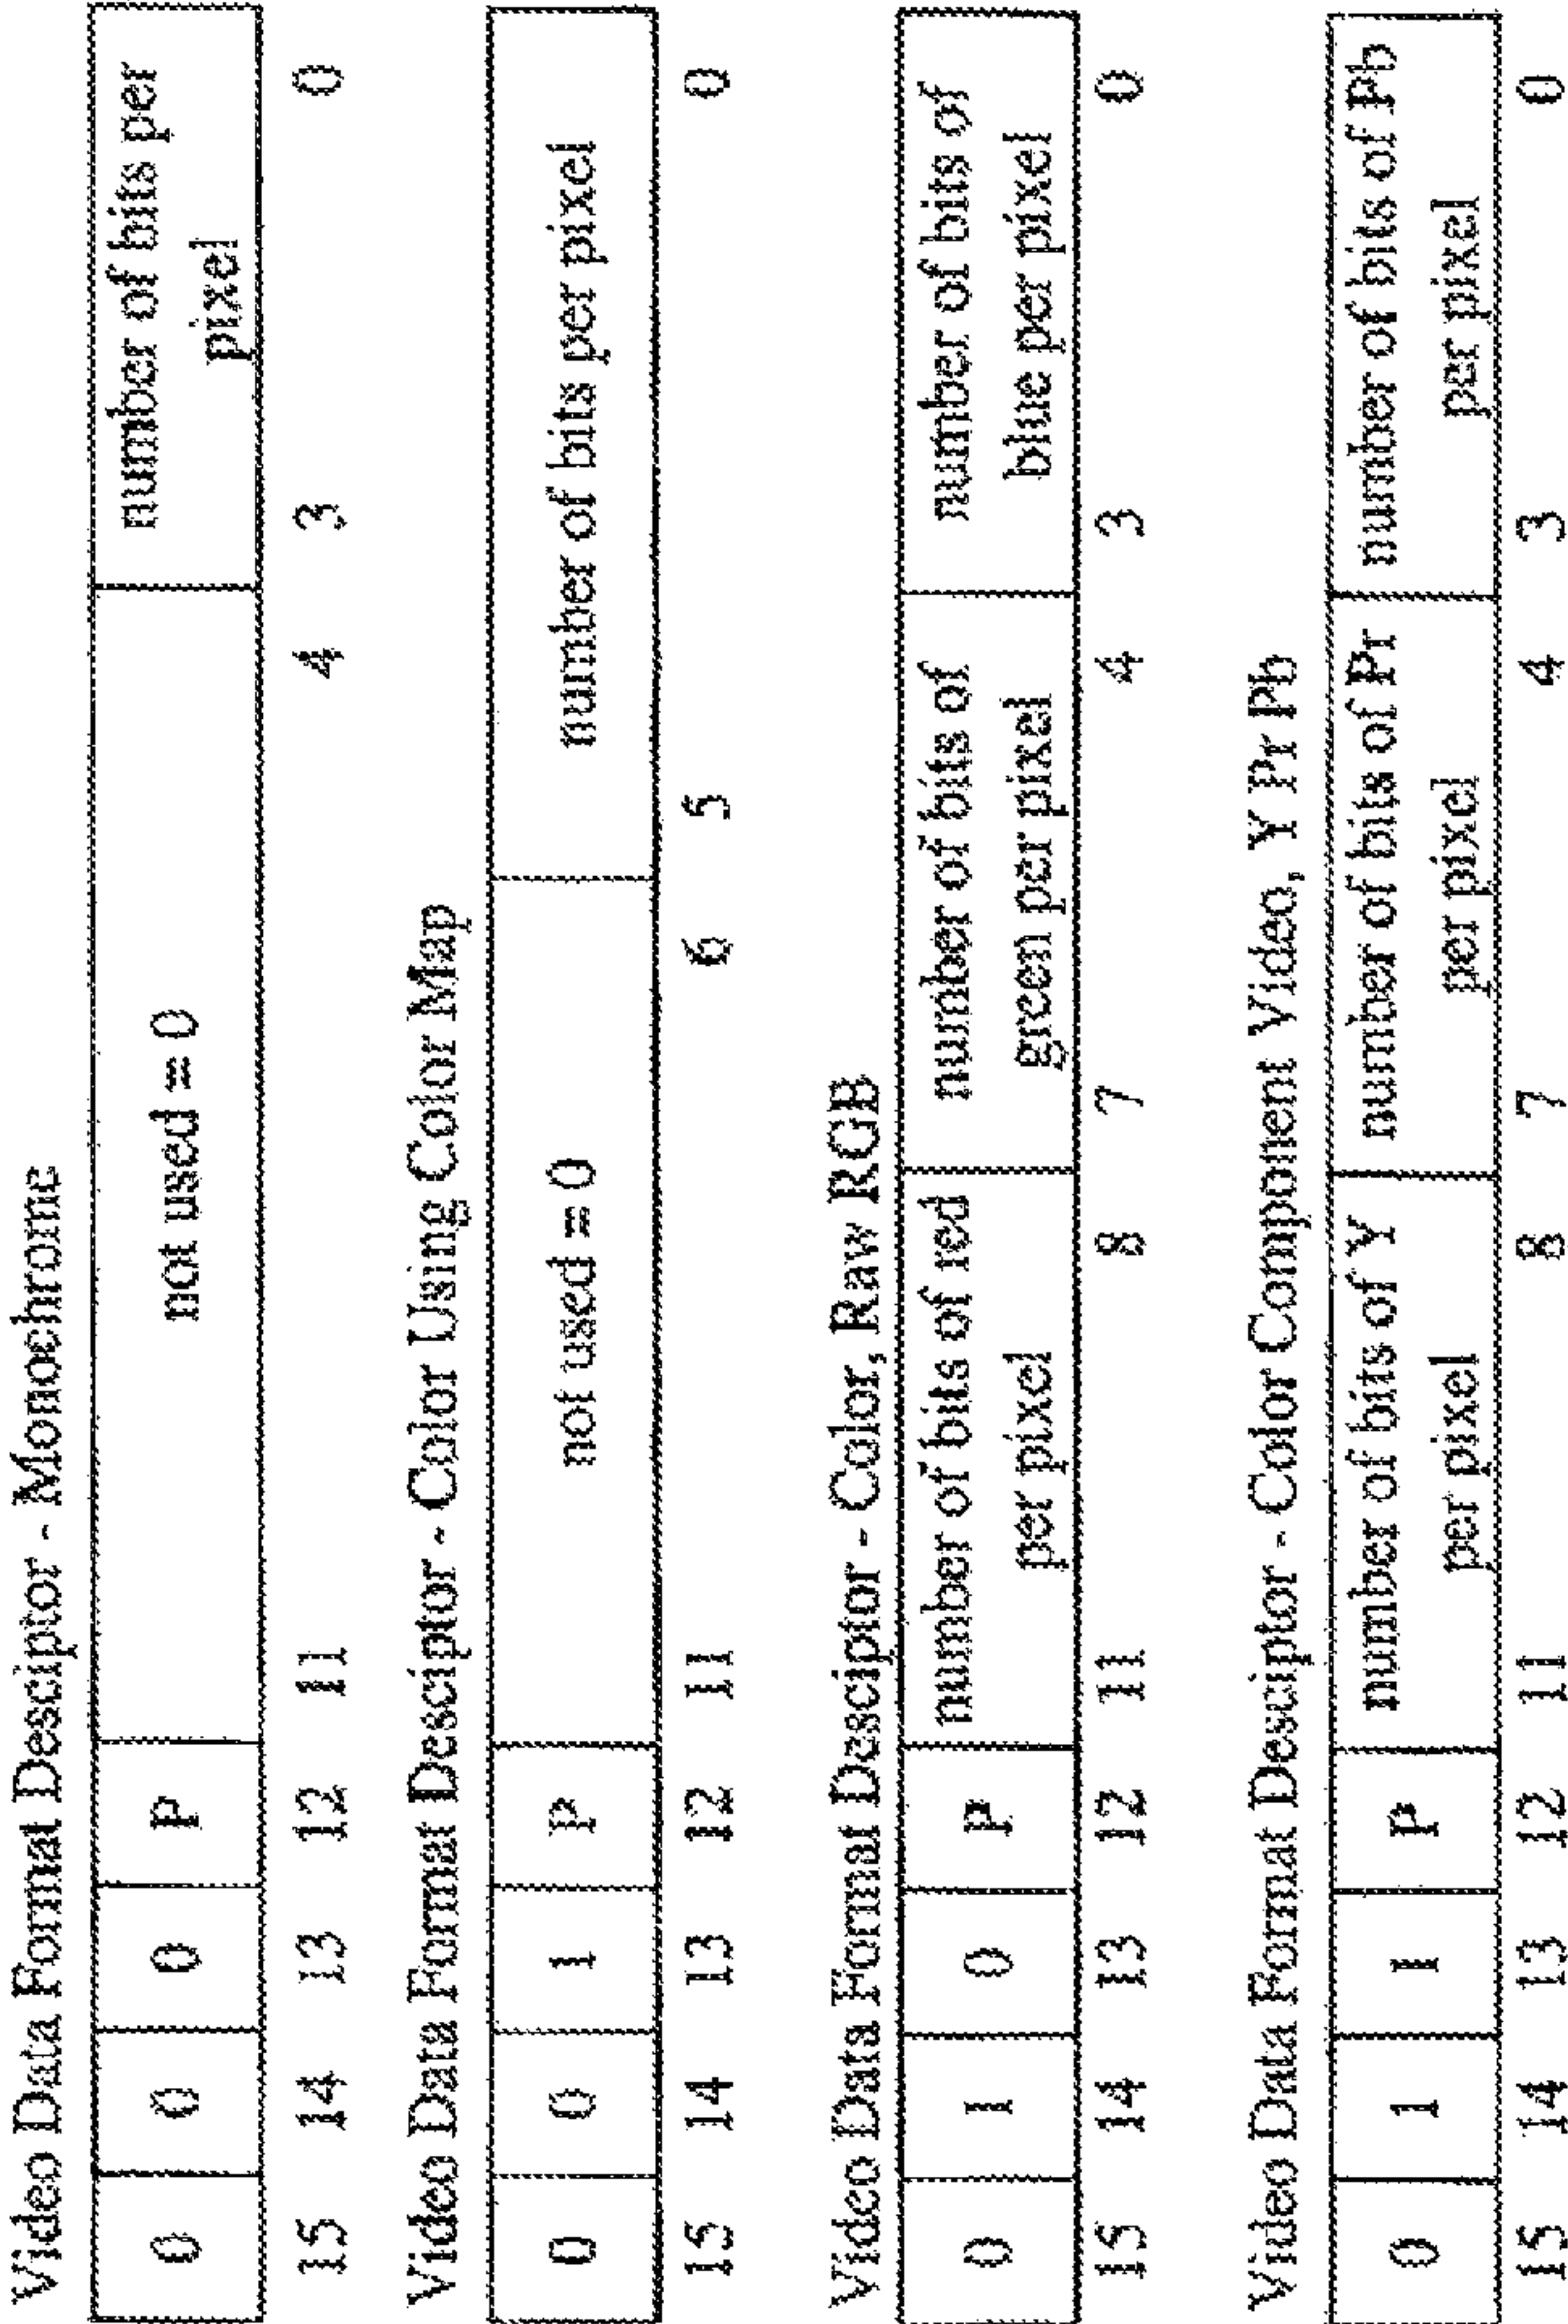 Video Data Format Desciptor - Monochrome
0 0 0 P not used = 0 number of bits per
pixel
15 14 13 12 11 4 3 0
Video Data Format Desciptor - Color Using Color Map
0 0 1 P not used = 0 number of bits per pixel
15 14 13 12 11 6 5 0
Video Data Format Desciptor - Color, Raw RGB
0 1 0 P number of bits of red number of bits of number of bits of
per pixel green per pixel blue per pixel
15 14 13 12 11 8 7 4 3 0
Video Data Format Desciptor - Color Component Video, Y Pr Pb
0 1 1 P number of bits of Y number of bits of Pr number of bits of Pb
per pixel per pixel per pixel
15 14 13 12 11 8 7 4 3 0